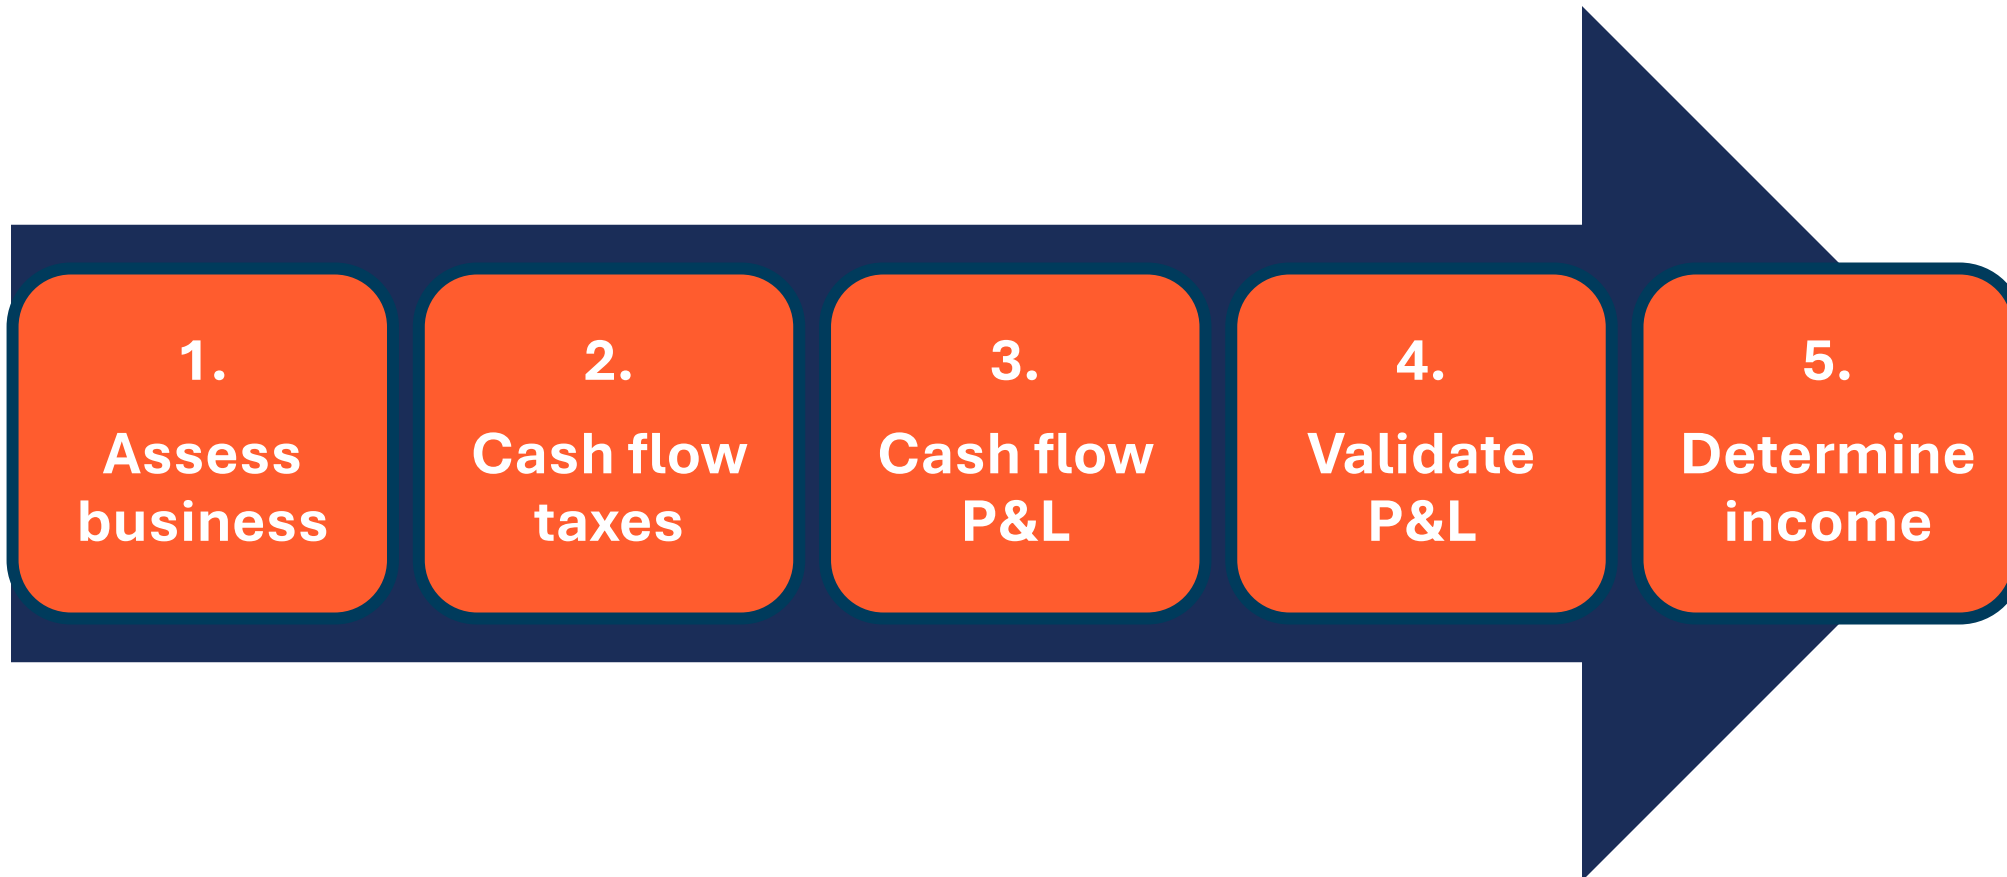 1.
Assess
business
2.
Cash flow
taxes
3.
Cash flow
P&L
4.
Validate
P&L
5.
Determine
income